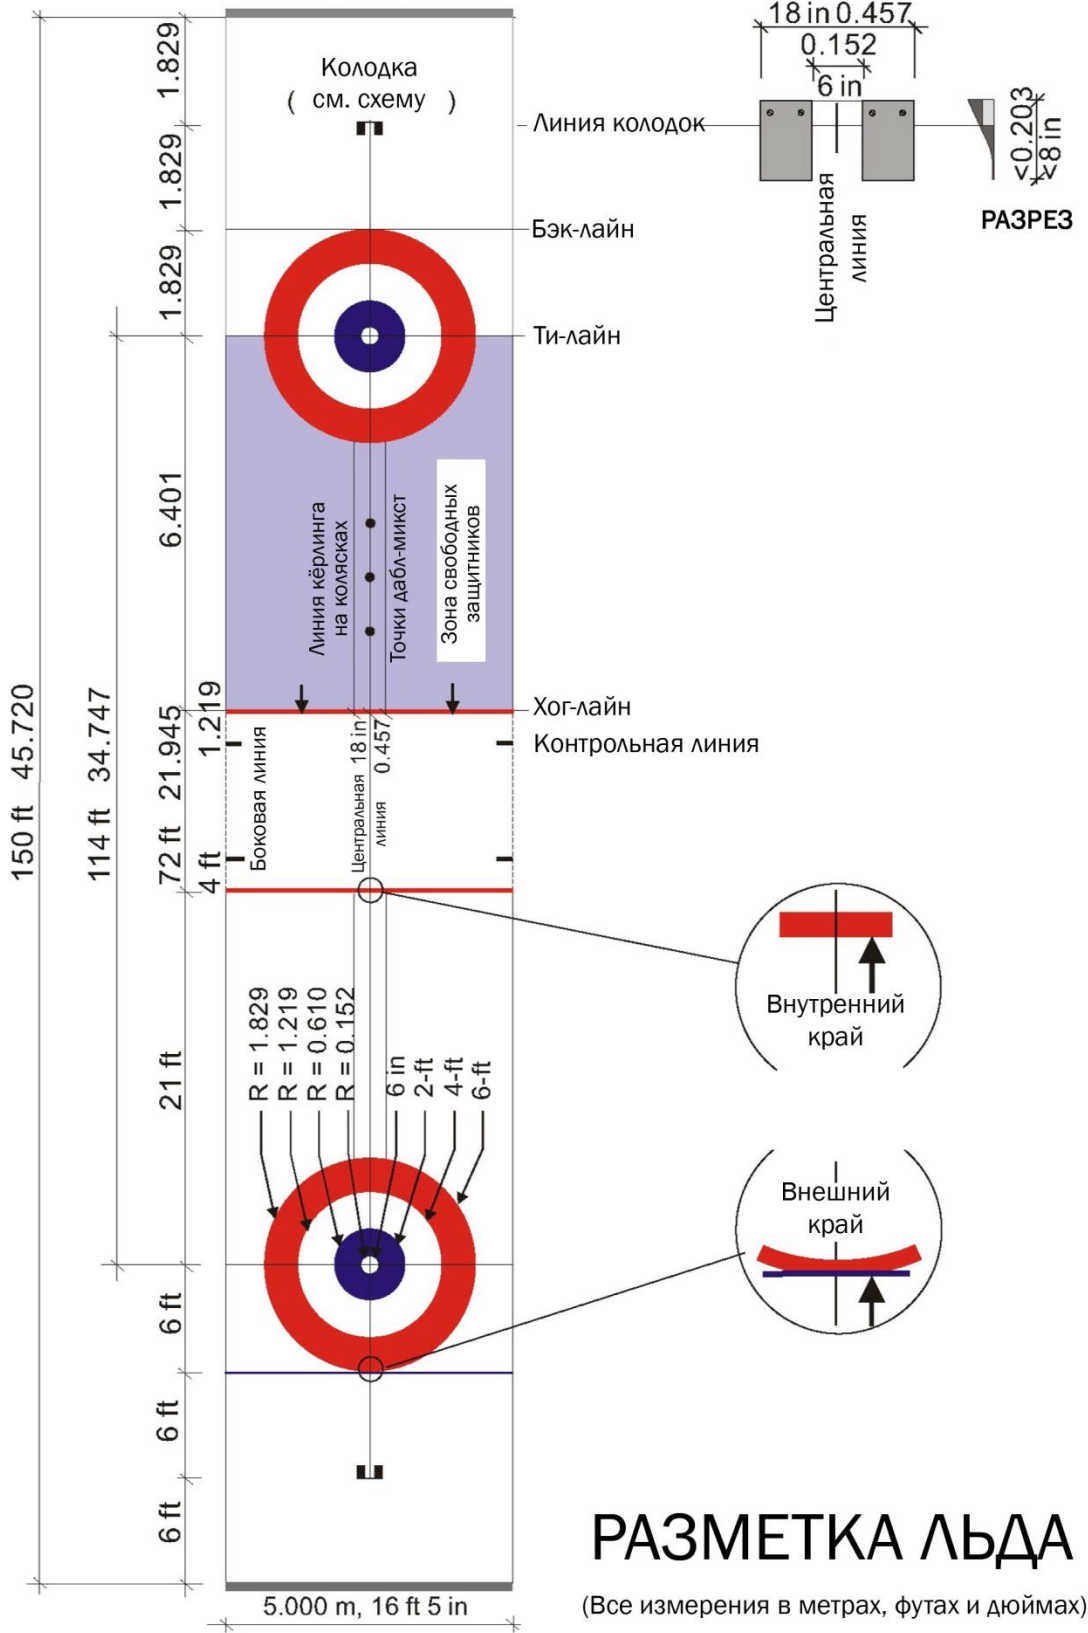 18 in 0.457
0.152
6 in
<0.203
<8 in
Центральная
линия
РАЗРЕЗ
Колодка
( см. схему )
Линия колодок
Бэк-лайн
Ти-лайн
1.829
1.829
1.829
6.401
Линия кёрлинга
на колясках
Точки дабл-микст
Зона свободных
защитников
Хог-лайн
Контрольная линия
150 ft 45.720
114 ft 34.747
72 ft 21.945
4 ft 1.219
Боковая линия
Центральная 18 in
линия 0.457
Внутренний
край
21 ft
R = 1.829
R = 1.219
R = 0.610
R = 0.152
6 in
2-ft
4-ft
6-ft
Внешний
край
6 ft
6 ft
6 ft
5.000 m, 16 ft 5 in
РАЗМЕТКА ЛЬДА
(Все измерения в метрах, футах и дюймах)